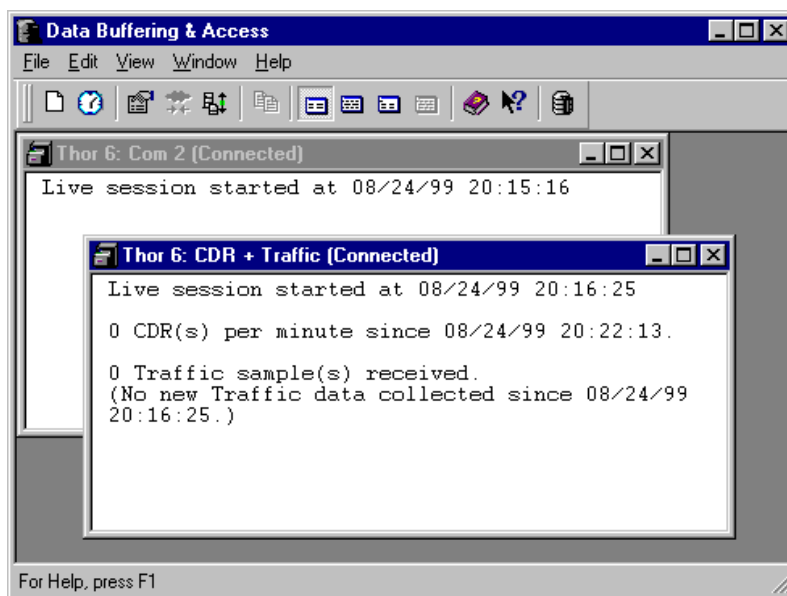 Data Buffering & Access
File Edit View Window Help
Thor 6: Com 2 (Connected)
Live session started at 08/24/99 20:15:16
Thor 6: CDR + Traffic (Connected)
Live session started at 08/24/99 20:16:25
0 CDR(s) per minute since 08/24/99 20:22:13.
0 Traffic sample(s) received.
(No new Traffic data collected since 08/24/99
20:16:25.)
For Help, press F1